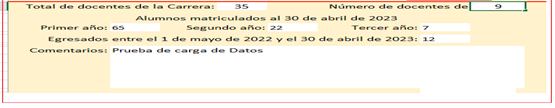 Total de docentes de la Carrera: 35 Número de docentes de 9
Alumnos matriculados al 30 de abril de 2023
Primer año: 65 Segundo año: 22 Tercer año: 7
Egresados entre el 1 de mayo de 2022 y el 30 de abril de 2023: 12
Comentarios: Prueba de carga de Datos